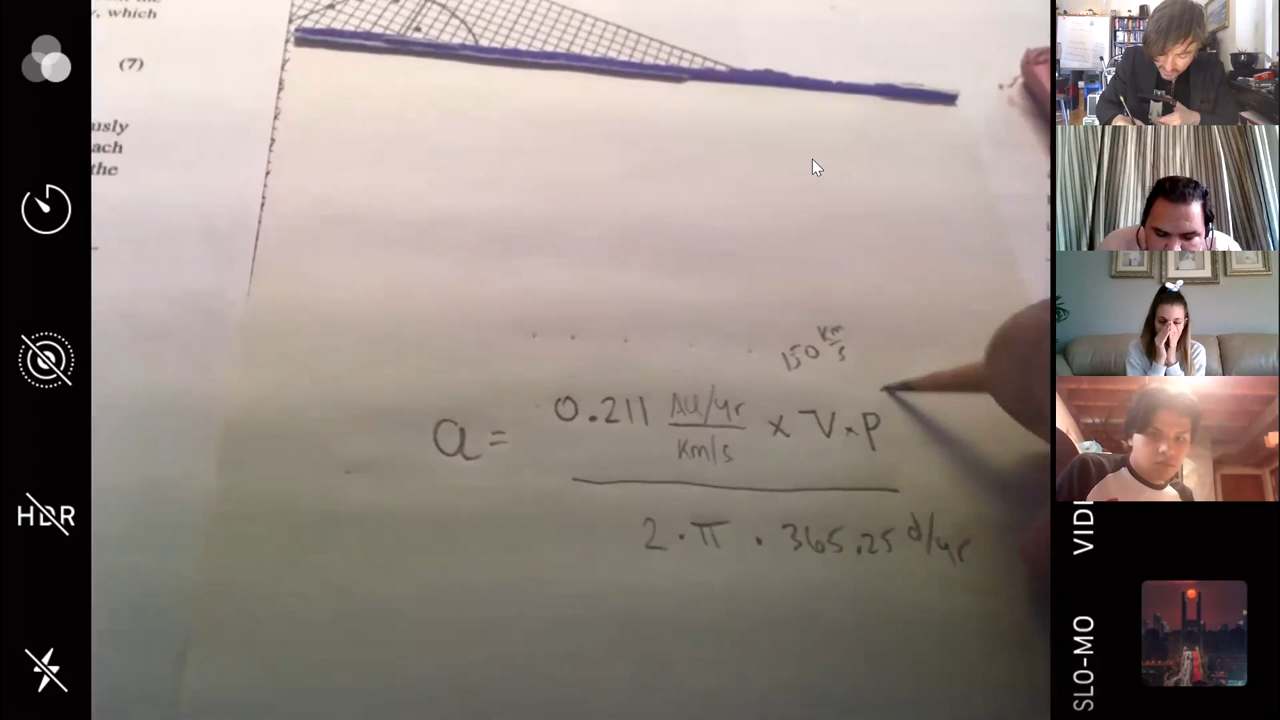 , which
(7)
usly
ach
the
150 km/s
a = 0.211 AU/yr / km/s × V × P
2 · π · 365.25 d/yr
HDR
VIDE
SLO-MO